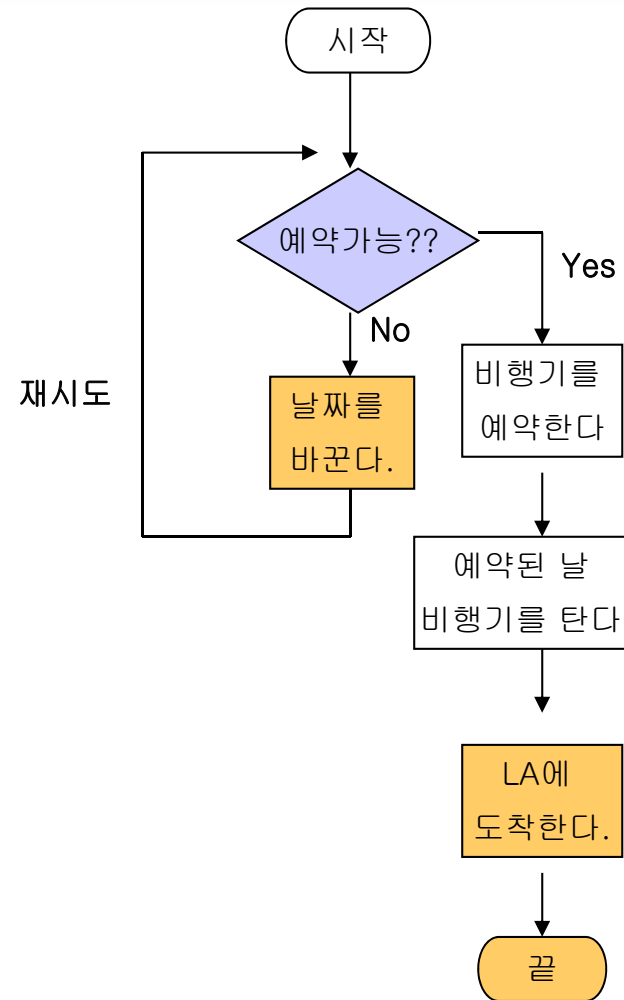 시작
예약가능??
Yes
No
비행기를
예약한다
재시도
날짜를
바꾼다.
예약된 날
비행기를 탄다
LA에
도착한다.
끝